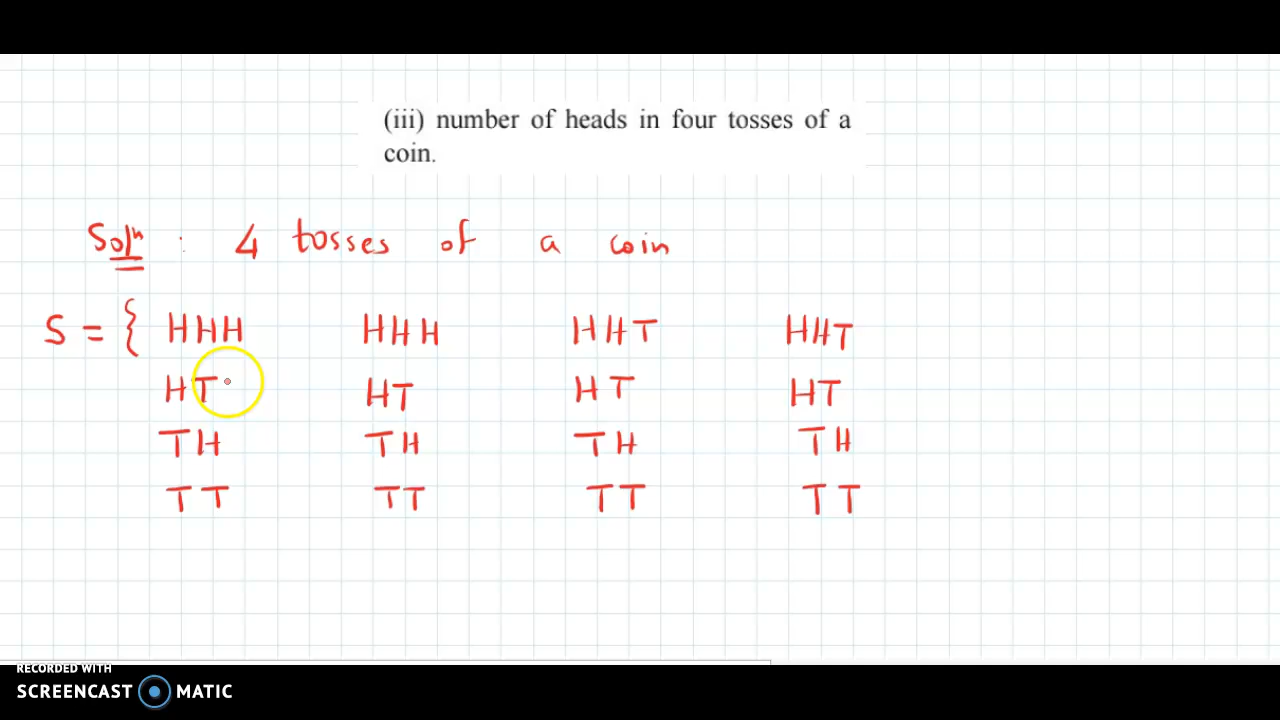 (iii) number of heads in four tosses of a
coin.
Soln : 4 tosses of a coin
S = { HHH HHH HHT HHT
HT HT HT HT
TH TH TH TH
TT TT TT TT
RECORDED WITH
SCREENCAST MATIC